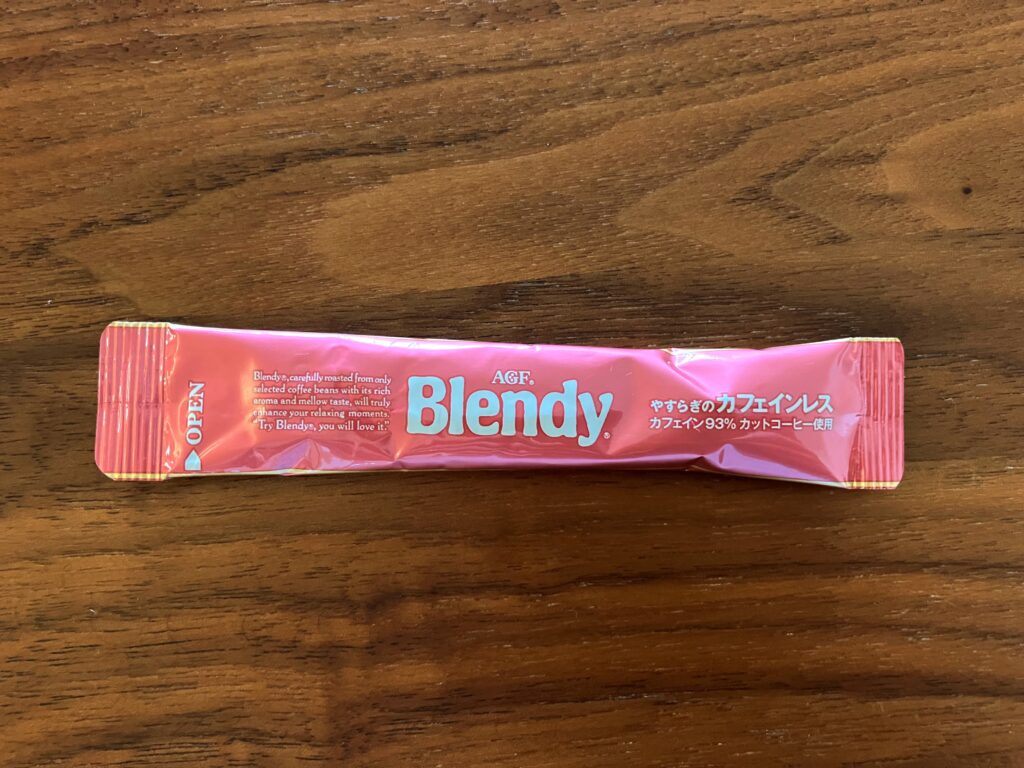 OPEN
Blendy®, carefully roasted from only
selected coffee beans with its rich
aroma and mellow taste, will truly
enhance your relaxing moments.
"Try Blendy®, you will love it."
AGF®
Blendy®
やすらぎのカフェインレス
カフェイン93% カットコーヒー使用